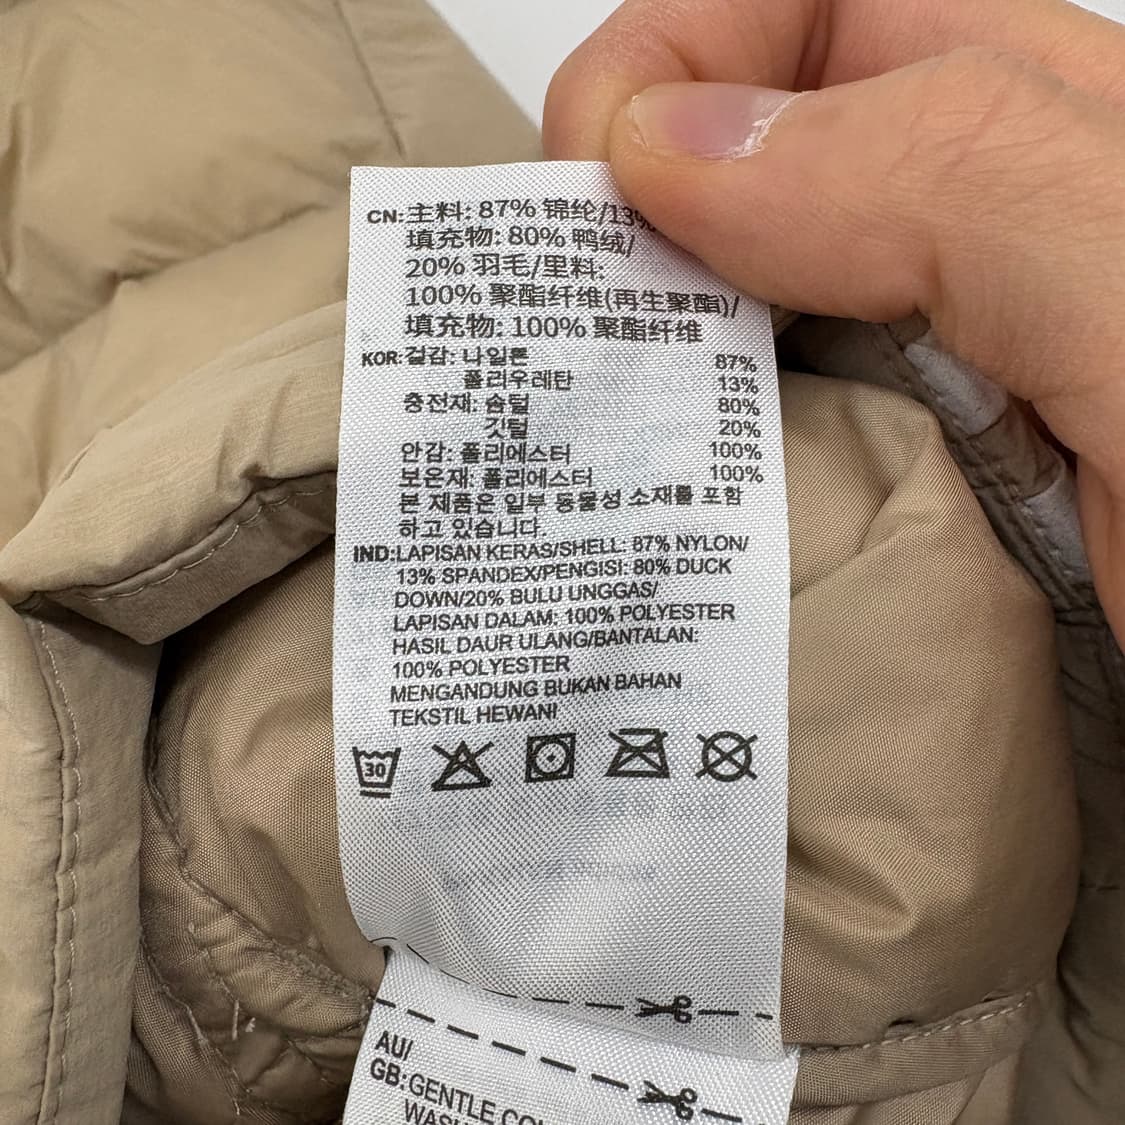 CN: 主料: 87% 锦纶/13%
填充物: 80% 鸭绒/
20% 羽毛/里料:
100% 聚酯纤维(再生聚酯)/
填充物: 100% 聚酯纤维
KOR: 겉감: 나일론 87%
폴리우레탄 13%
충전재: 솜털 80%
깃털 20%
안감: 폴리에스터 100%
보온재: 폴리에스터 100%
본 제품은 일부 동물성 소재를 포함
하고 있습니다.
IND: LAPISAN KERAS/SHELL: 87% NYLON/
13% SPANDEX/PENGISI: 80% DUCK
DOWN/20% BULU UNGGAS/
LAPISAN DALAM: 100% POLYESTER
HASIL DAUR ULANG/BANTALAN:
100% POLYESTER
MENGANDUNG BUKAN BAHAN
TEKSTIL HEWANI
30
AU/
GB: GENTLE